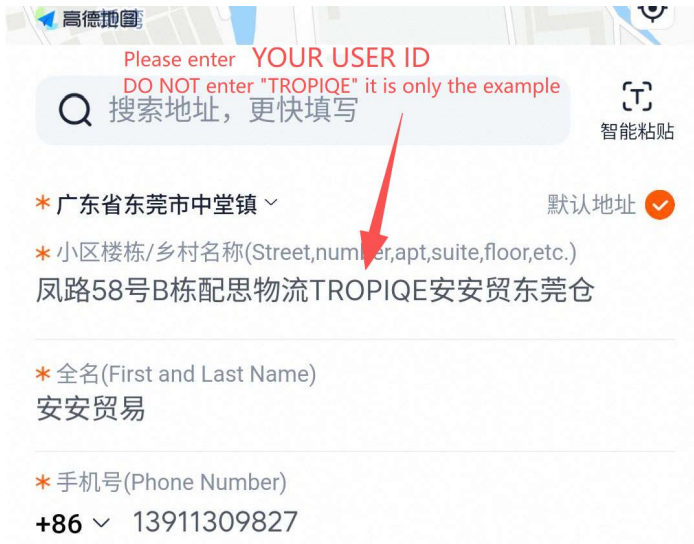 高德地图
Please enter YOUR USER ID
DO NOT enter "TROPIQE" it is only the example
搜索地址，更快填写
智能粘贴
* 广东省东莞市中堂镇
默认地址
* 小区楼栋/乡村名称(Street,number,apt,suite,floor,etc.)
凤路58号B栋配思物流TROPIQE安安贸东莞仓
* 全名(First and Last Name)
安安贸易
* 手机号(Phone Number)
+86 13911309827